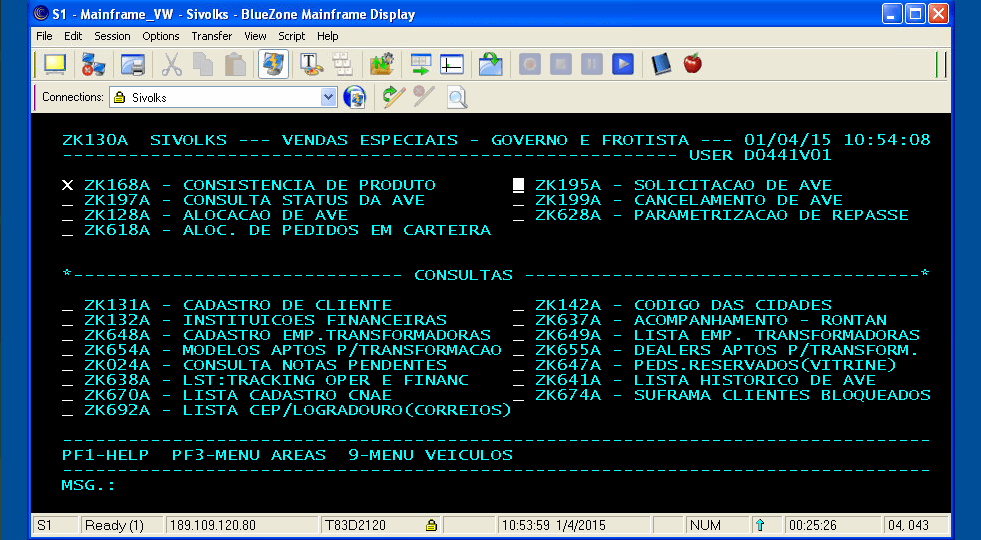 S1 - Mainframe_VW - Sivolks - BlueZone Mainframe Display
File Edit Session Options Transfer View Script Help
Connections: Sivolks
ZK130A SIVOLKS --- VENDAS ESPECIAIS - GOVERNO E FROTISTA --- 01/04/15 10:54:08
-------------------------------------------------------- USER DO441V01
X ZK168A - CONSISTENCIA DE PRODUTO ZK195A - SOLICITACAO DE AVE
_ ZK197A - CONSULTA STATUS DA AVE _ ZK199A - CANCELAMENTO DE AVE
_ ZK128A - ALOCACAO DE AVE _ ZK628A - PARAMETRIZACAO DE REPASSE
_ ZK618A - ALOC. DE PEDIDOS EM CARTEIRA
*------------------------------ CONSULTAS ------------------------------------*
_ ZK131A - CADASTRO DE CLIENTE _ ZK142A - CODIGO DAS CIDADES
_ ZK132A - INSTITUICOES FINANCEIRAS _ ZK637A - ACOMPANHAMENTO - RONTAN
_ ZK648A - CADASTRO EMP.TRANSFORMADORAS _ ZK649A - LISTA EMP. TRANSFORMADORAS
_ ZK654A - MODELOS APTOS P/TRANSFORMACAO _ ZK655A - DEALERS APTOS P/TRANSFORM.
_ ZK024A - CONSULTA NOTAS PENDENTES _ ZK647A - PEDS.RESERVADOS(VITRINE)
_ ZK638A - LST:TRACKING OPER E FINANC _ ZK641A - LISTA HISTORICO DE AVE
_ ZK670A - LISTA CADASTRO CNAE _ ZK674A - SUFRAMA CLIENTES BLOQUEADOS
_ ZK692A - LISTA CEP/LOGRADOURO(CORREIOS)
-------------------------------------------------------------------------------
PF1-HELP PF3-MENU AREAS 9-MENU VEICULOS
-------------------------------------------------------------------------------
MSG.:
S1 Ready (1) 189.109.120.80 T83D2120 10:53:59 1/4/2015 NUM 00:25:26 04, 043